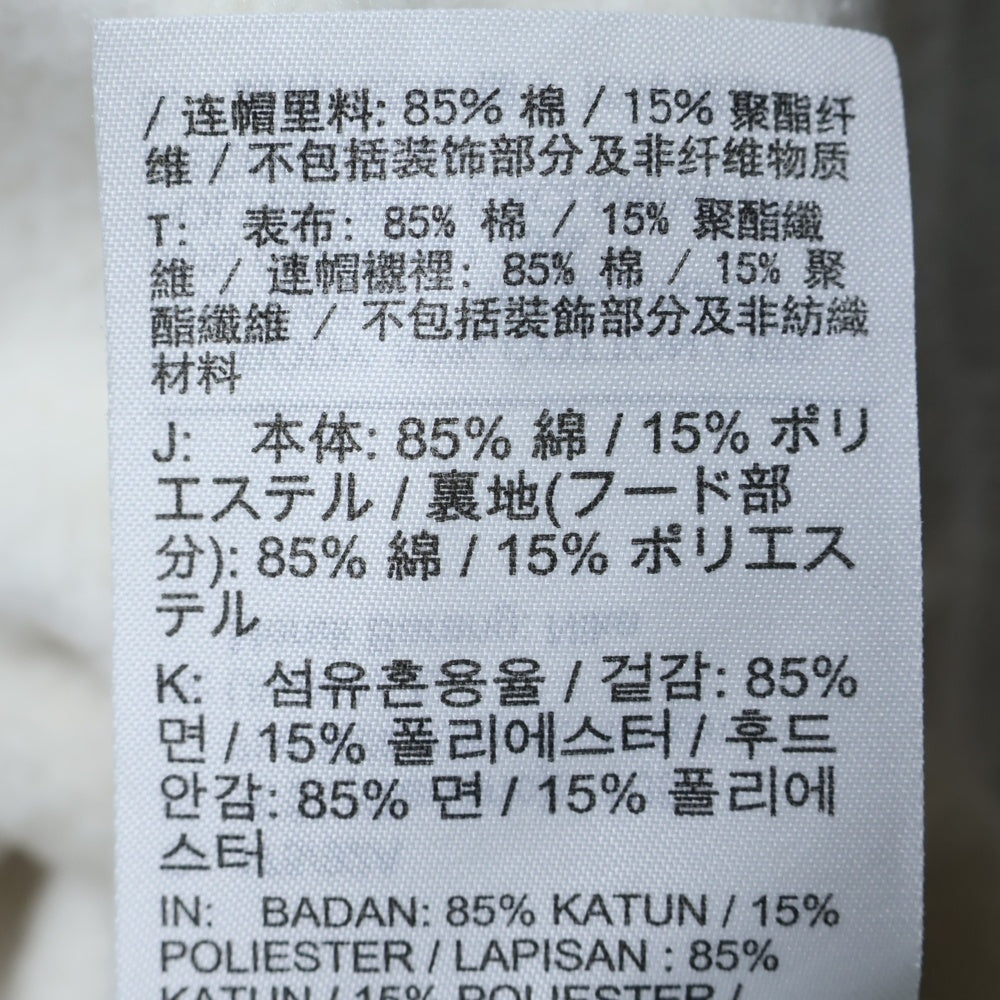 / 连帽里料: 85% 棉 / 15% 聚酯纤
维 / 不包括装饰部分及非纤维物质
T: 表布: 85% 棉 / 15% 聚酯纖
維 / 連帽襯裡: 85% 棉 / 15% 聚
酯纖維 / 不包括裝飾部分及非紡織
材料
J: 本体: 85% 綿 / 15% ポリ
エステル / 裏地(フード部
分): 85% 綿 / 15% ポリエス
テル
K: 섬유혼용율 / 겉감: 85%
면 / 15% 폴리에스터 / 후드
안감: 85% 면 / 15% 폴리에
스터
IN: BADAN: 85% KATUN / 15%
POLIESTER / LAPISAN : 85%
KATUN / 15% POLIESTER /